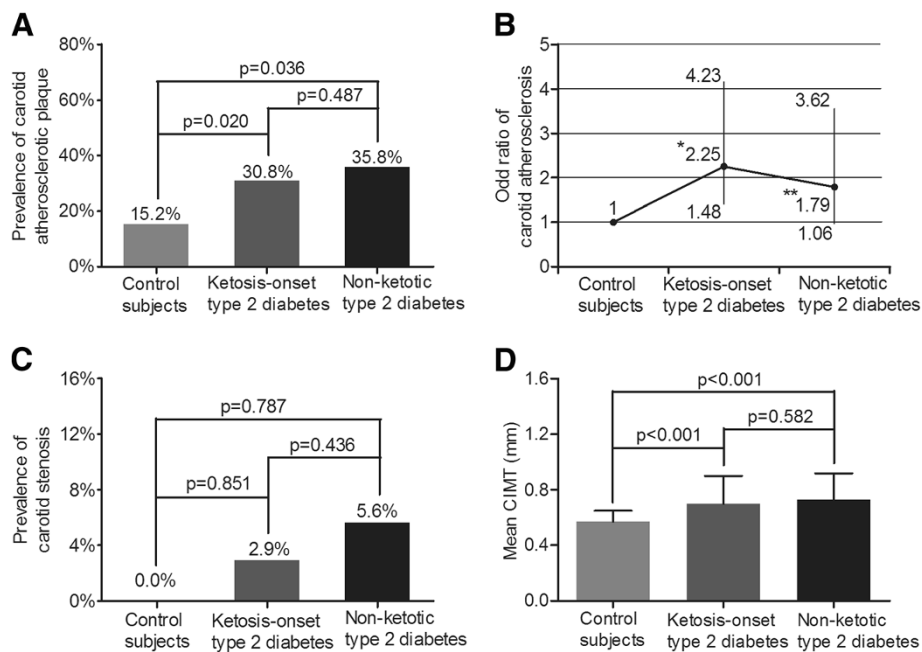 A
Prevalence of carotid
atherosclerotic plaque
80%
60%
40%
20%
0%
p=0.036
p=0.487
p=0.020
15.2%
30.8%
35.8%
Control
subjects
Ketosis-onset
type 2 diabetes
Non-ketotic
type 2 diabetes
B
Odd ratio of
carotid atherosclerosis
5
4
3
2
1
0
1
4.23
*2.25
1.48
3.62
**1.79
1.06
Control
subjects
Ketosis-onset
type 2 diabetes
Non-ketotic
type 2 diabetes
C
Prevalence of
carotid stenosis
16%
12%
8%
4%
0%
p=0.787
p=0.436
p=0.851
0.0%
2.9%
5.6%
Control
subjects
Ketosis-onset
type 2 diabetes
Non-ketotic
type 2 diabetes
D
Mean CIMT (mm)
1.6
1.2
0.8
0.4
0.0
p<0.001
p=0.582
p<0.001
Control
subjects
Ketosis-onset
type 2 diabetes
Non-ketotic
type 2 diabetes